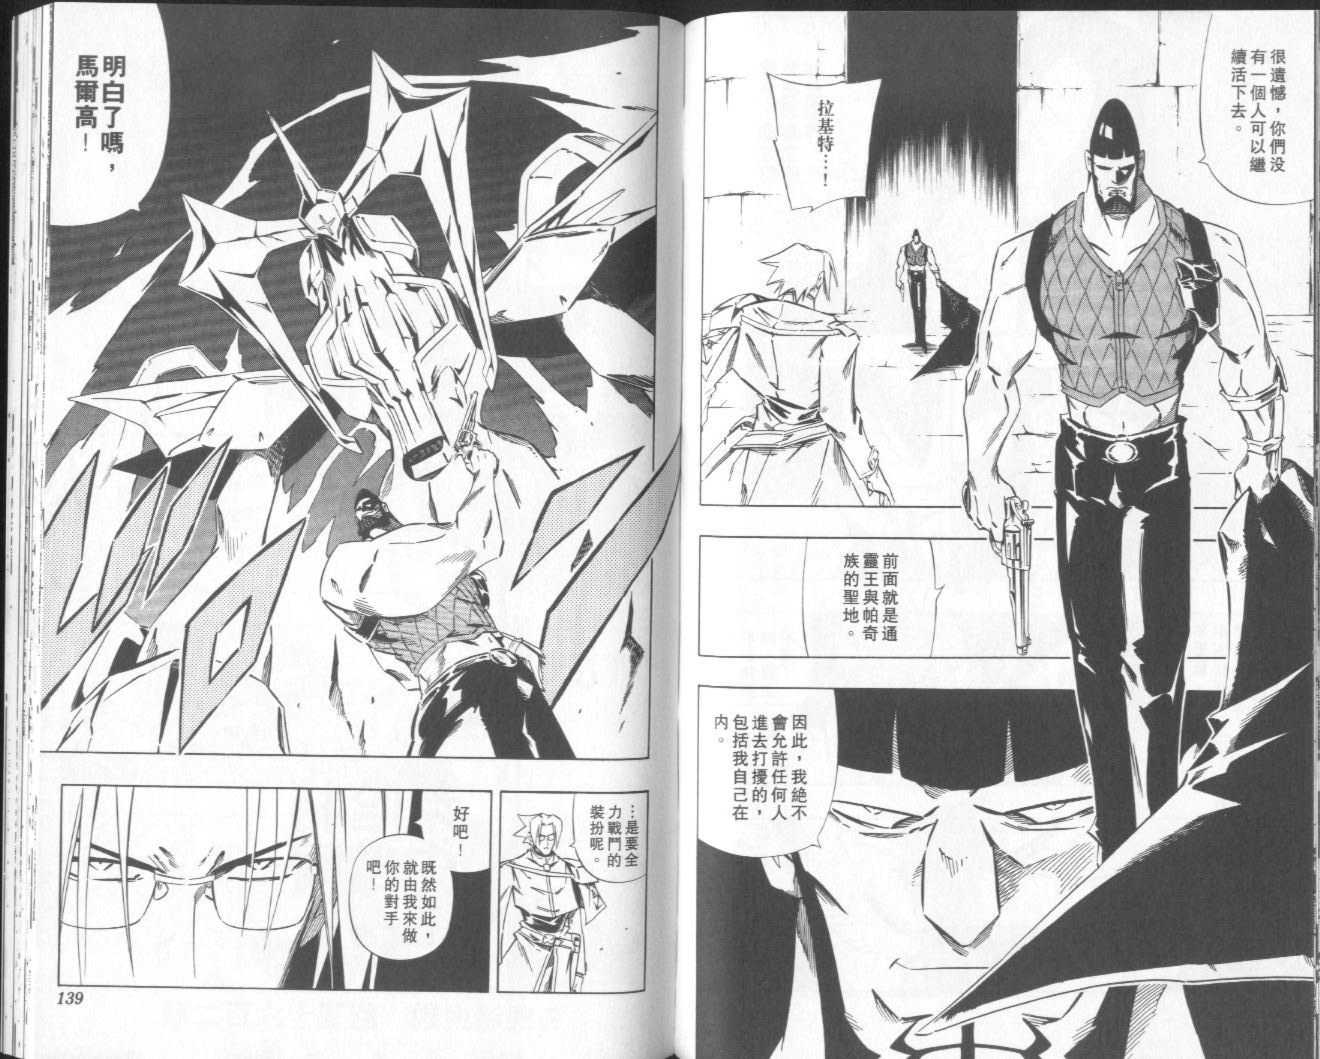 很遺憾，你們没
有一個人可以繼
續活下去。
拉基特…！
前面就是通
靈王與帕奇
族的聖地。
因此，我絕不
會允許任何人
進去打擾的，
包括我自己在
内。
明白了嗎，
馬爾高！
…是要全
力戰鬥的
裝扮呢。
好吧！
既然如此，
就由我來做
你的對手
吧！
139